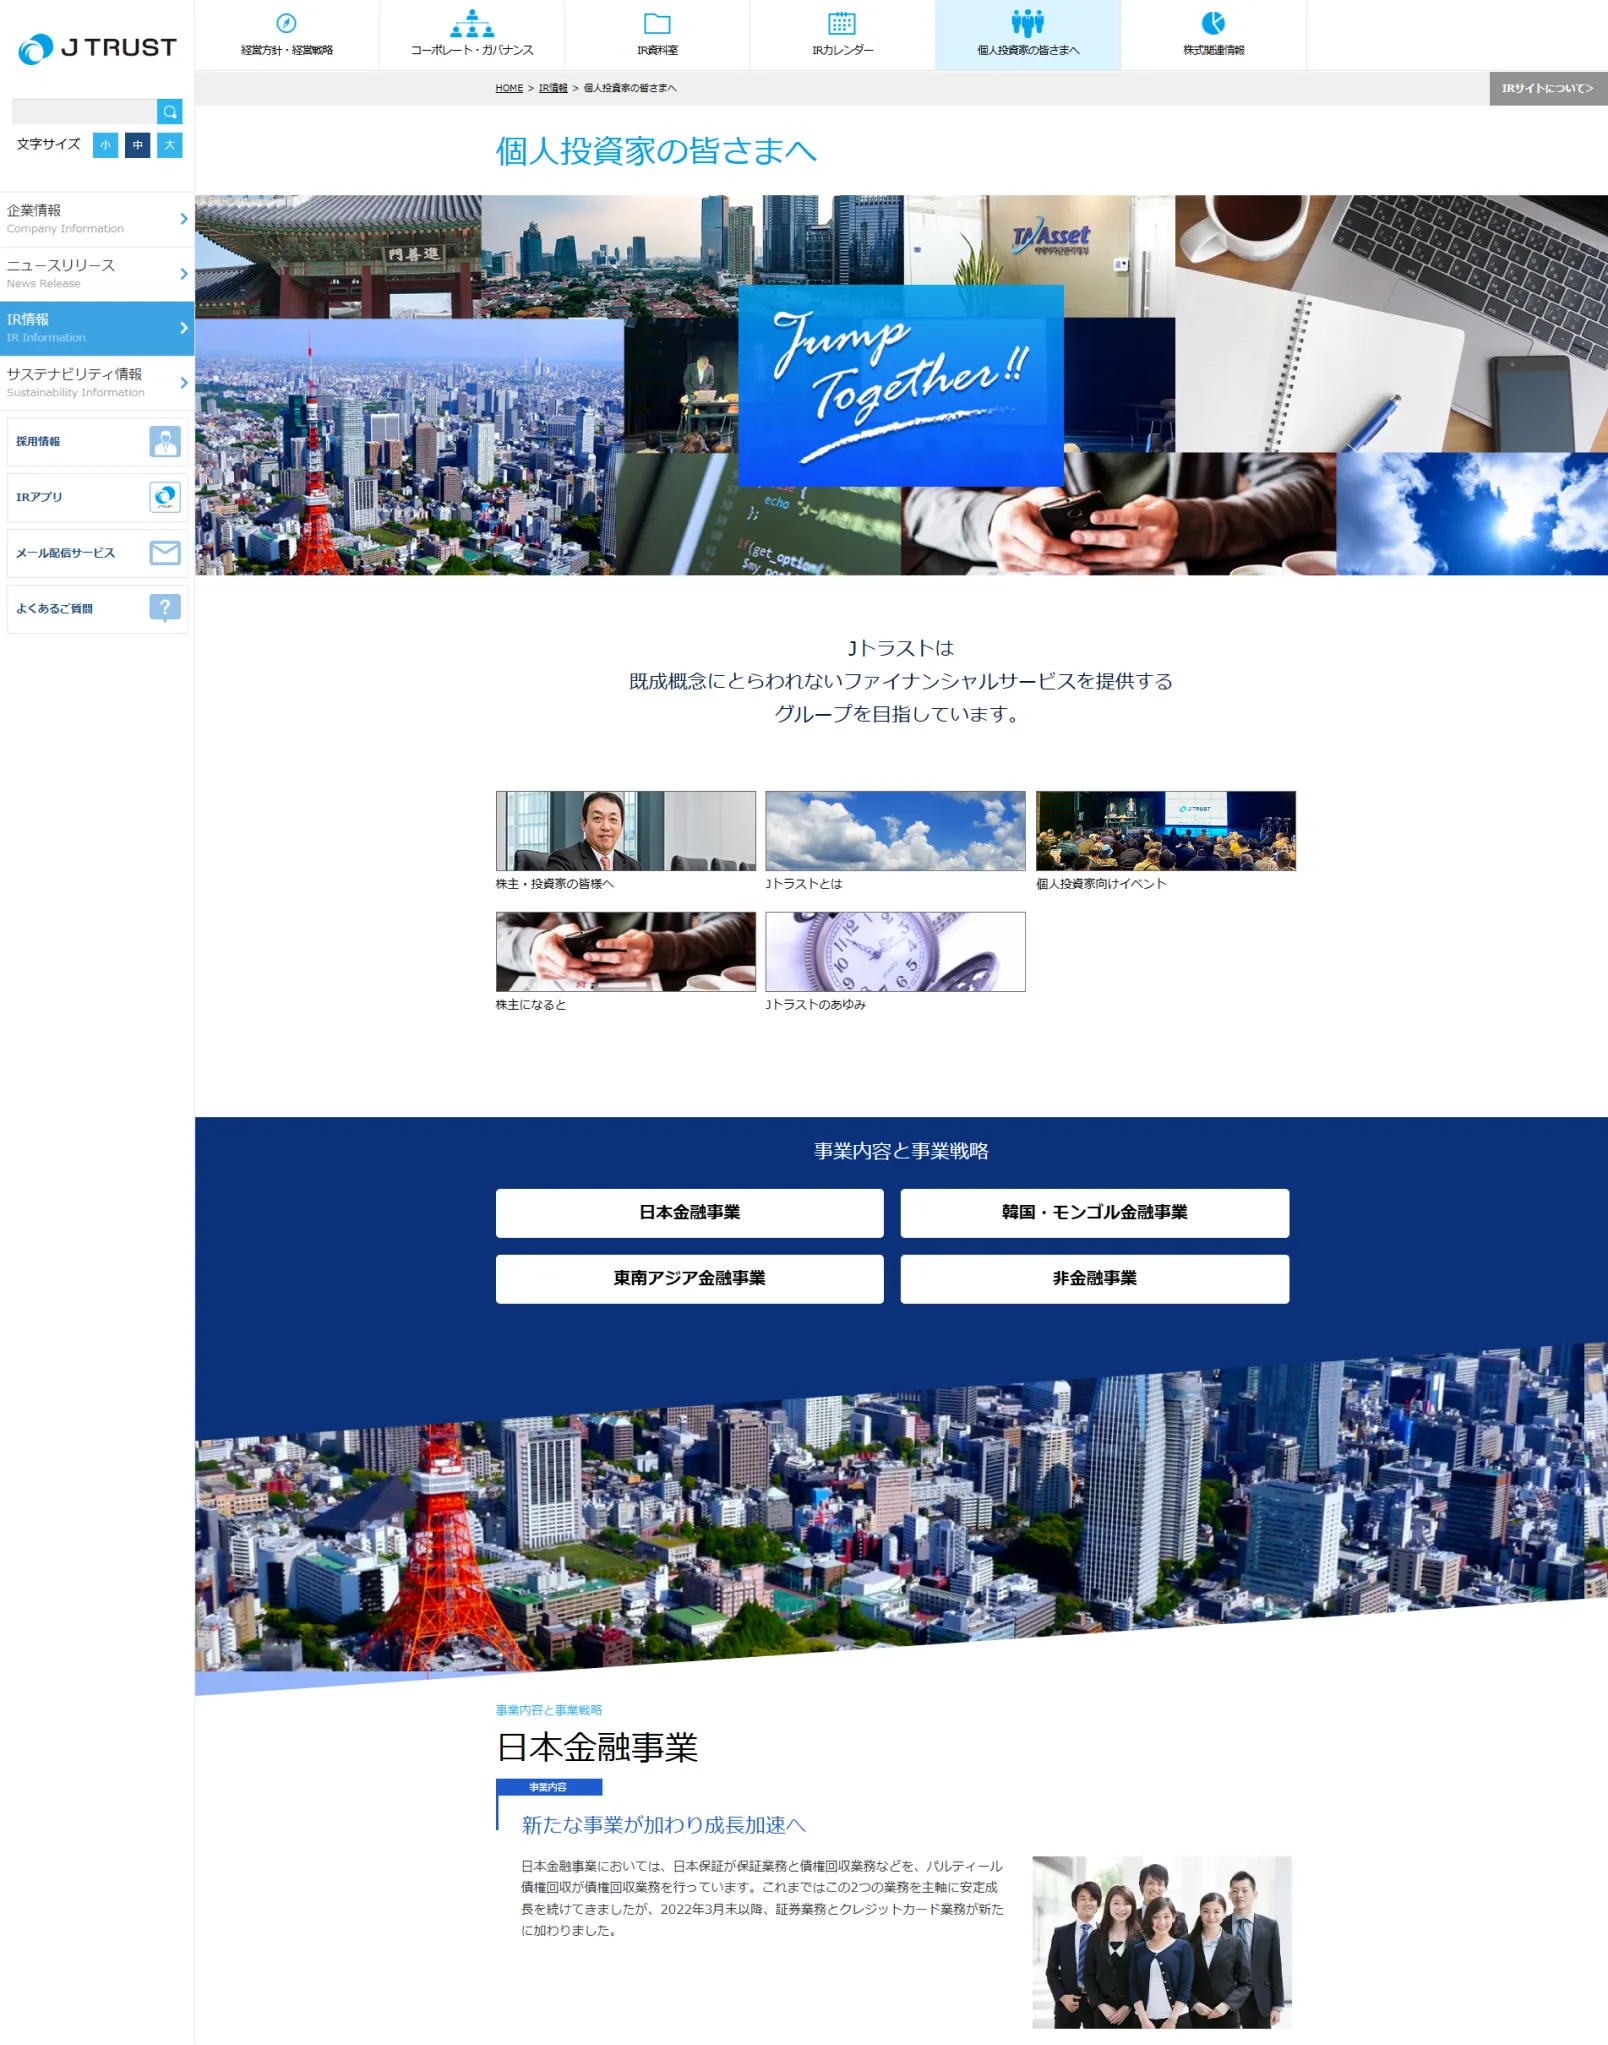 J TRUST
文字サイズ 小 中 大
企業情報
Company Information
ニュースリリース
News Release
IR情報
IR Information
サステナビリティ情報
Sustainability Information
採用情報
IRアプリ
メール配信サービス
よくあるご質問
経営方針・経営戦略
コーポレート・ガバナンス
IR資料室
IRカレンダー
個人投資家の皆さまへ
株式関連情報
HOME > IR情報 > 個人投資家の皆さまへ
IRサイトについて>
個人投資家の皆さまへ
門善進
TA Asset
Jump
Together!!
echo
};
if(get_option(
Jトラストは
既成概念にとらわれないファイナンシャルサービスを提供する
グループを目指しています。
株主・投資家の皆様へ
Jトラストとは
J TRUST
個人投資家向けイベント
株主になると
Jトラストのあゆみ
事業内容と事業戦略
日本金融事業
韓国・モンゴル金融事業
東南アジア金融事業
非金融事業
事業内容と事業戦略
日本金融事業
事業内容
新たな事業が加わり成長加速へ
日本金融事業においては、日本保証が保証業務と債権回収業務などを、パルティール
債権回収が債権回収業務を行っています。これまではこの2つの業務を主軸に安定成
長を続けてきましたが、2022年3月末以降、証券業務とクレジットカード業務が新た
に加わりました。